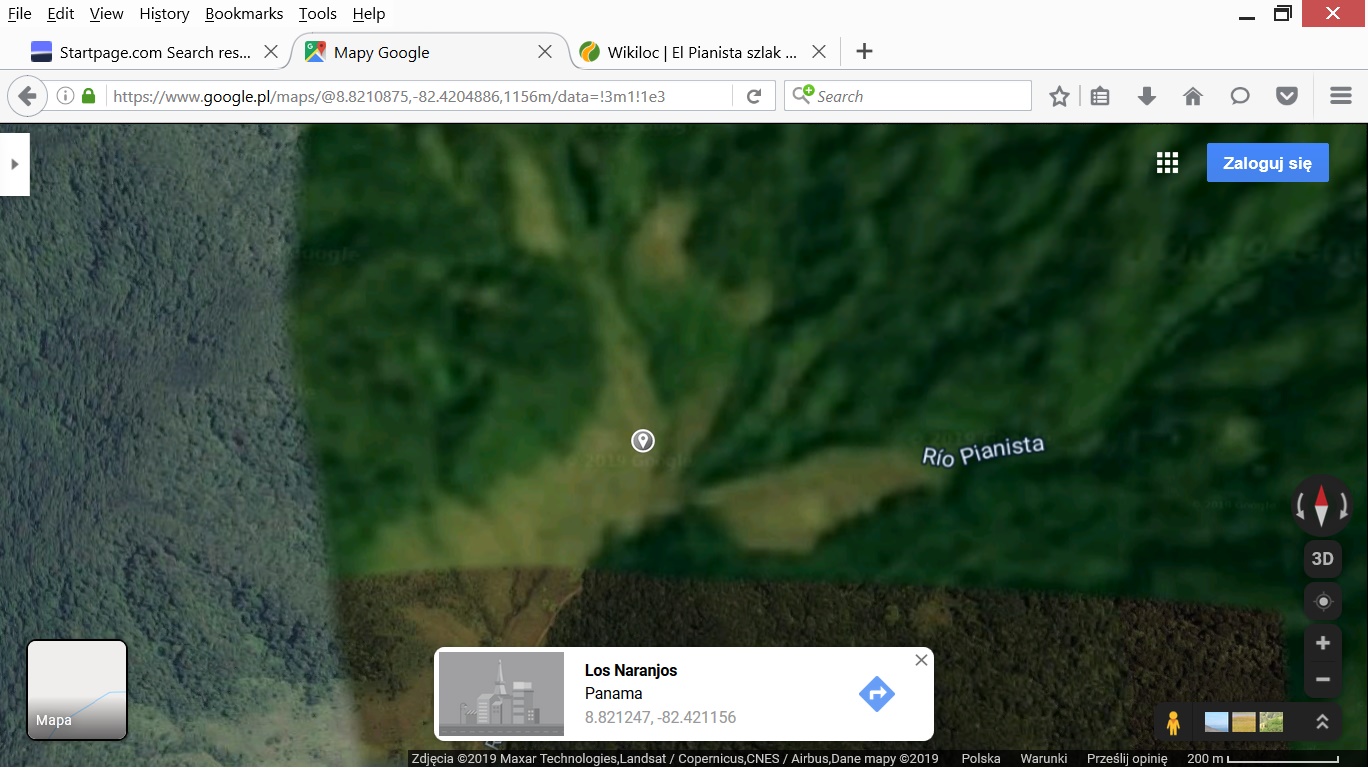 File Edit View History Bookmarks Tools Help
Startpage.com Search res... Mapy Google Wikiloc | El Pianista szlak ...
https://www.google.pl/maps/@8.8210875,-82.4204886,1156m/data=!3m1!1e3 Search
Zaloguj się
Río Pianista
3D
Los Naranjos
Panama
8.821247, -82.421156
Mapa
Zdjęcia ©2019 Maxar Technologies,Landsat / Copernicus,CNES / Airbus,Dane mapy ©2019 Polska Warunki Prześlij opinię 200 m